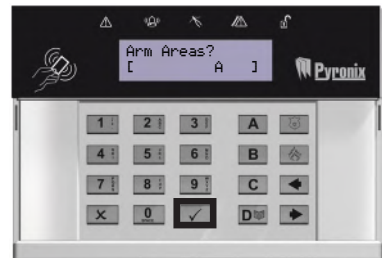 Arm Areas?
[ A ]
Pyronix
1 2 3 A
4 5 6 B
7 8 9 C
X 0 ✓ D